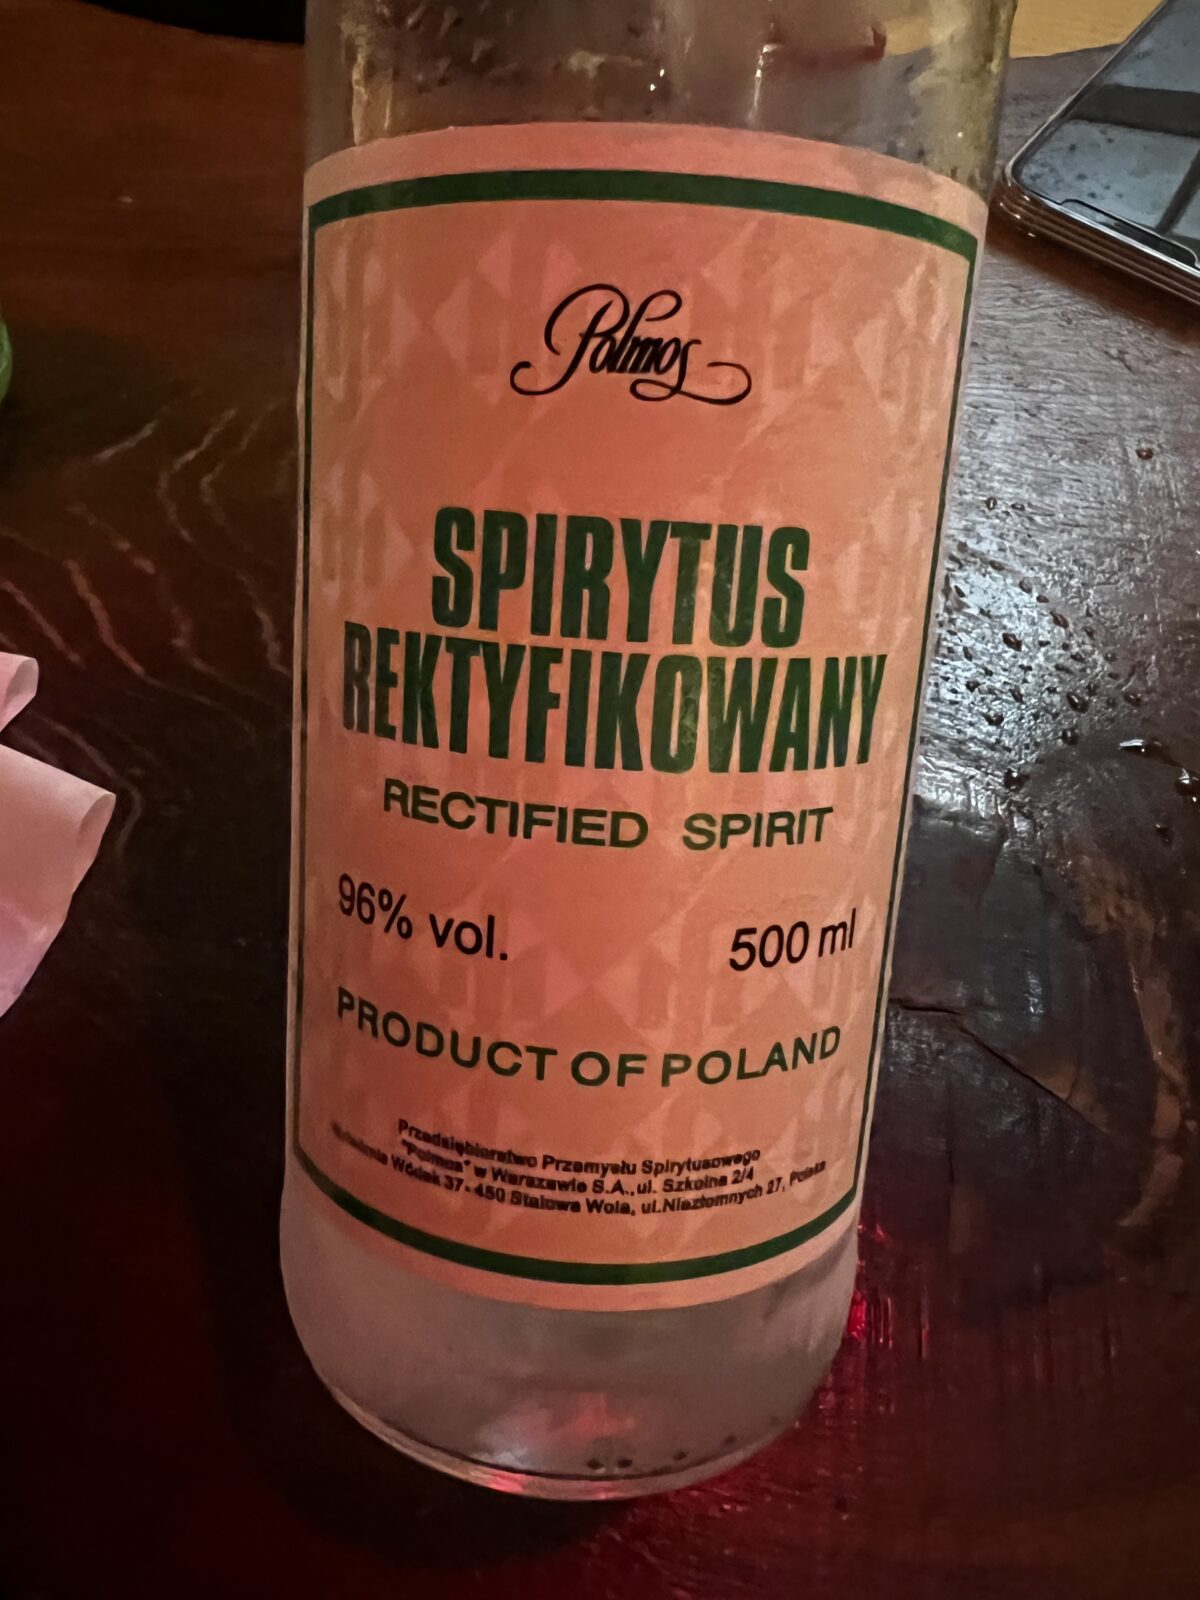 Polmos
SPIRYTUS
REKTYFIKOWANY
RECTIFIED SPIRIT
96% vol.
500 ml
PRODUCT OF POLAND
Przedsiębiorstwo Przemysłu Spirytusowego
"Polmos" w Warszawie S.A., ul. Szkolna 2/4
Wódek 37-450 Stalowa Wola, ul. Niezłomnych 27, Polska